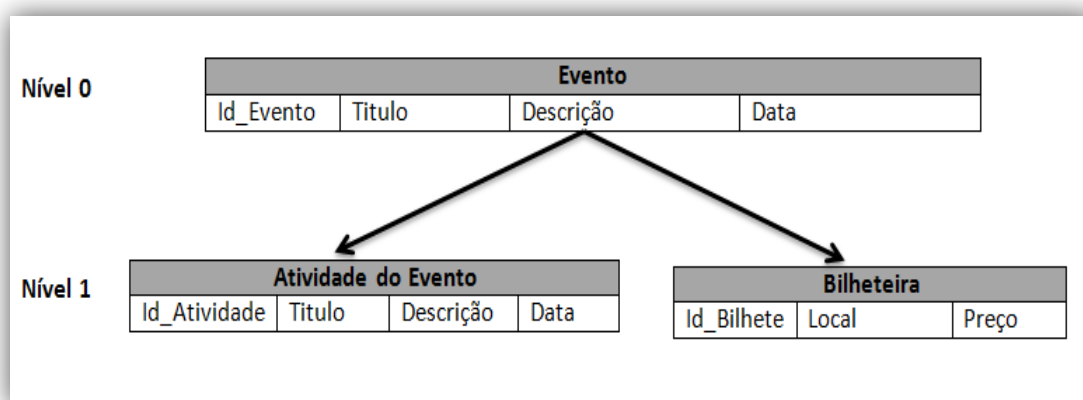 Nível 0
Evento
Id_Evento Titulo Descrição Data
Nível 1
Atividade do Evento
Id_Atividade Titulo Descrição Data
Bilheteira
Id_Bilhete Local Preço